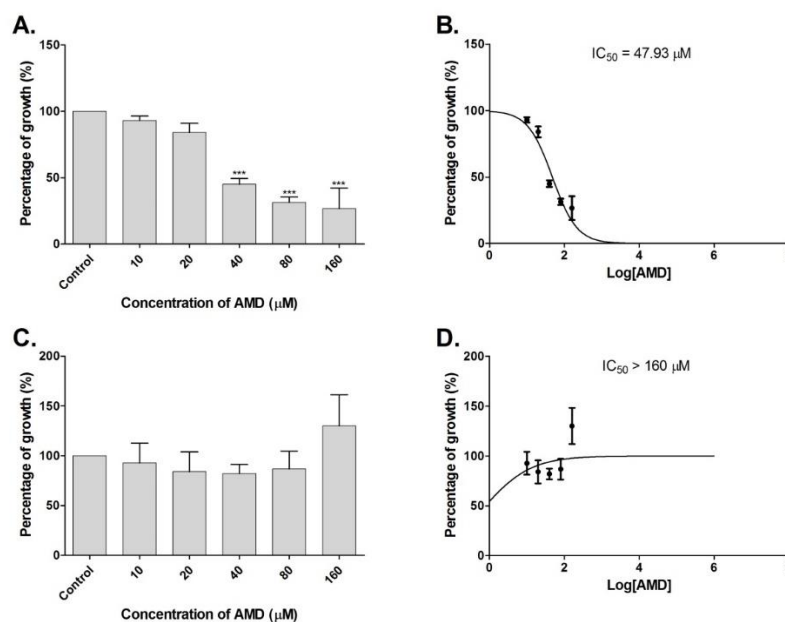 A.
Percentage of growth (%)
150
100
50
0
***
***
***
Control
10
20
40
80
160
Concentration of AMD (μM)
B.
IC50 = 47.93 μM
Percentage of growth (%)
150
100
50
0
0
2
4
6
Log[AMD]
C.
Percentage of growth (%)
200
150
100
50
0
Control
10
20
40
80
160
Concentration of AMD (μM)
D.
IC50 > 160 μM
Percentage of growth (%)
200
150
100
50
0
0
2
4
6
Log[AMD]